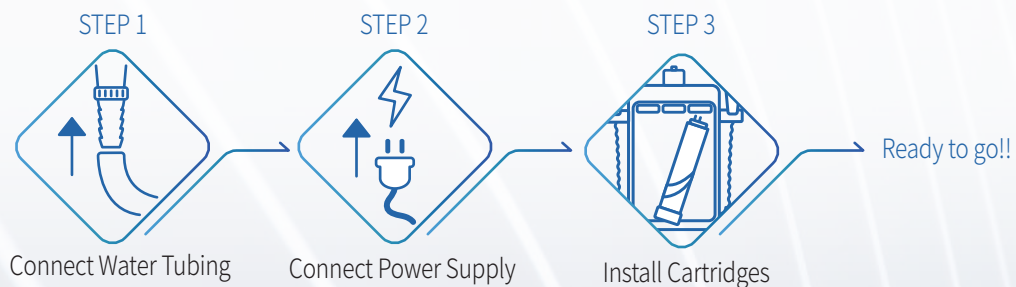 STEP 1
STEP 2
STEP 3
Ready to go!!
Connect Water Tubing
Connect Power Supply
Install Cartridges